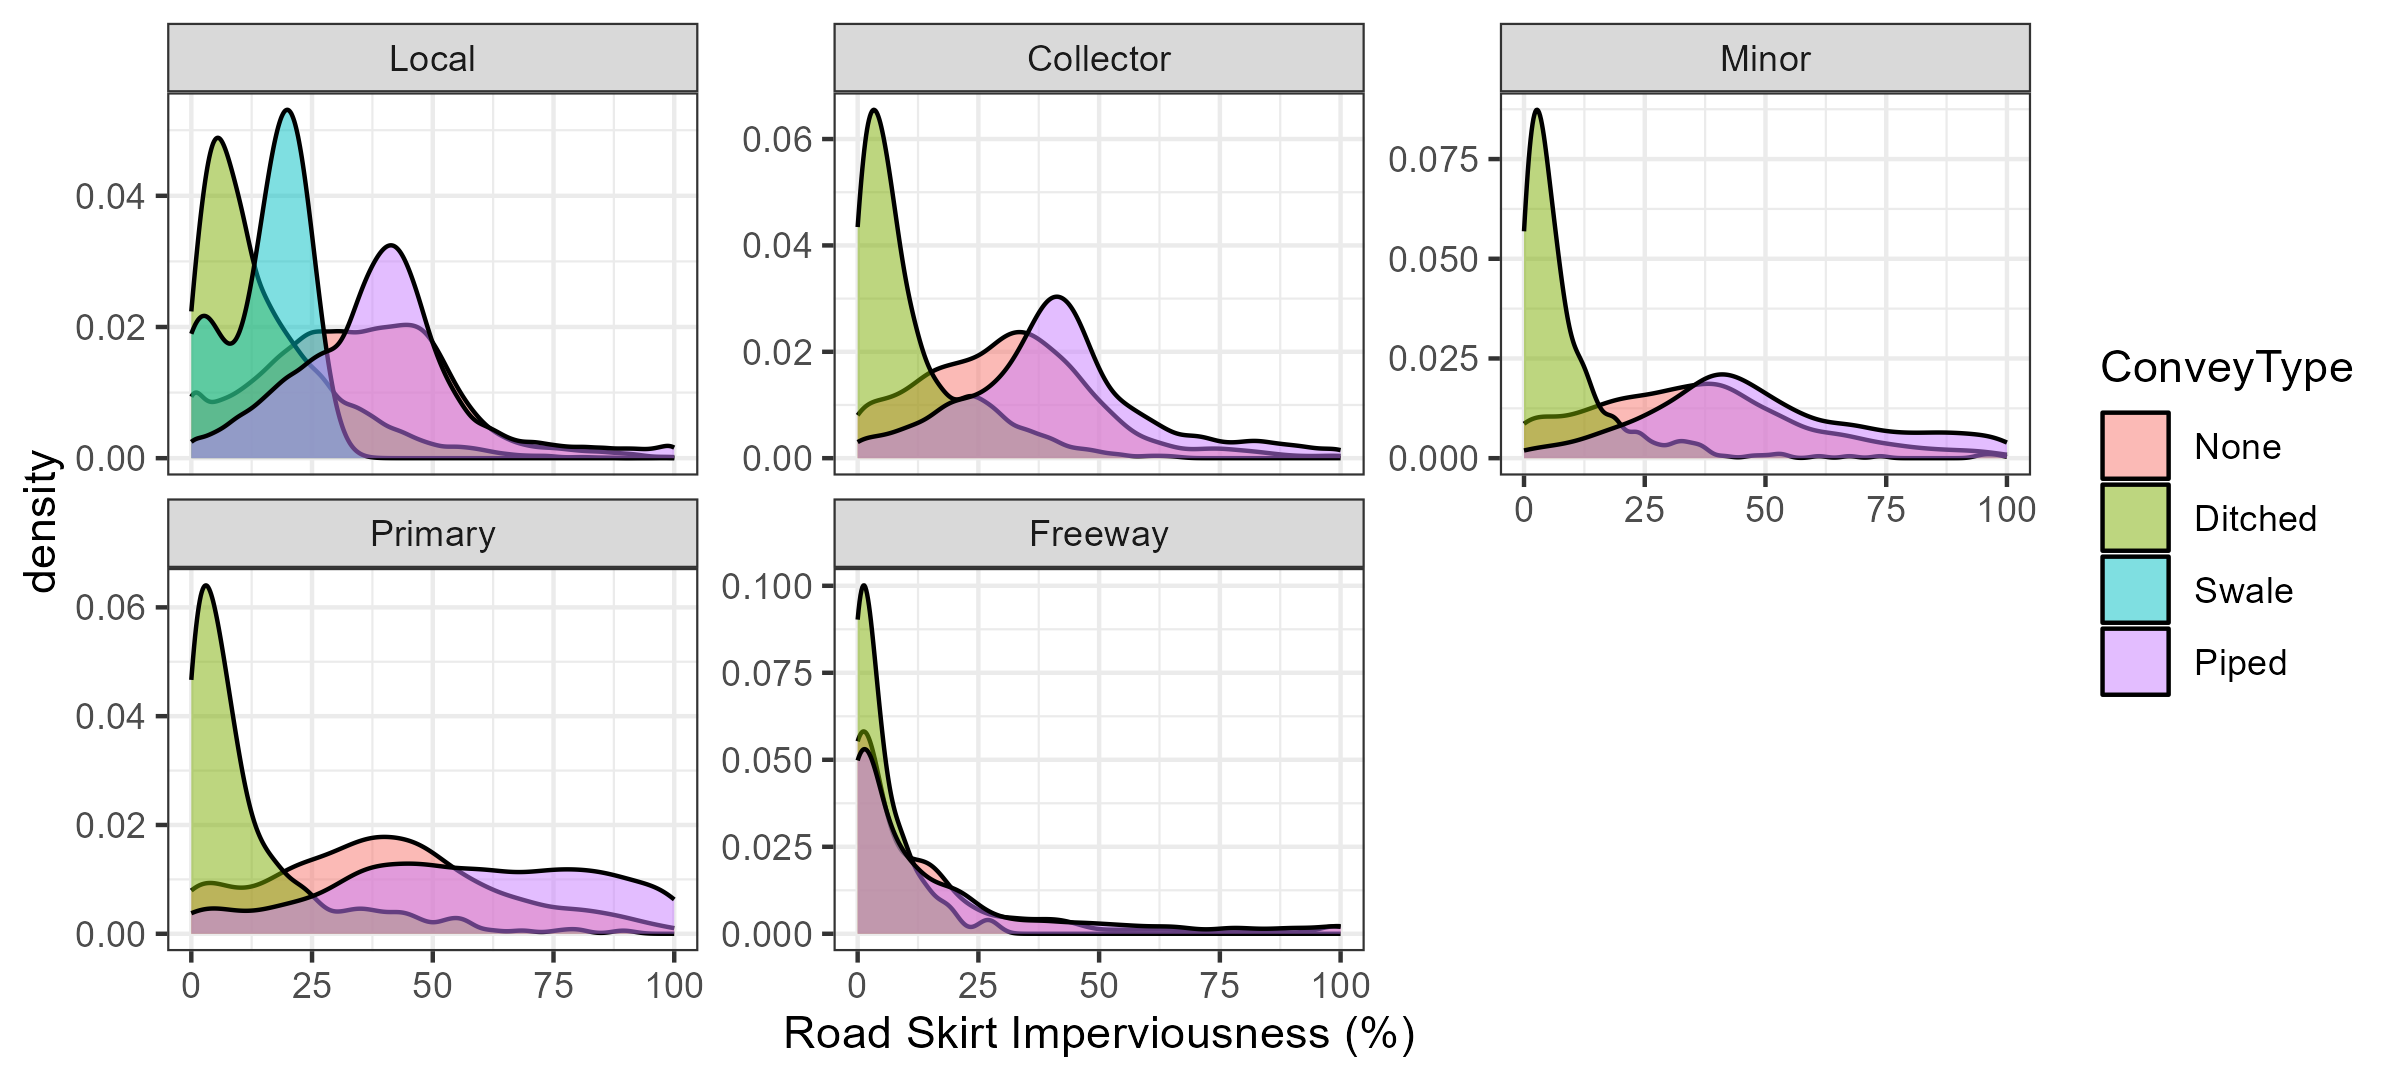 Local
Collector
Minor
0.04
0.02
0.00
0.06
0.04
0.02
0.00
0.075
0.050
0.025
0.000
0 25 50 75 100
density
Primary
Freeway
0.06
0.04
0.02
0.00
0.100
0.075
0.050
0.025
0.000
0 25 50 75 100
0 25 50 75 100
Road Skirt Imperviousness (%)
ConveyType
None
Ditched
Swale
Piped